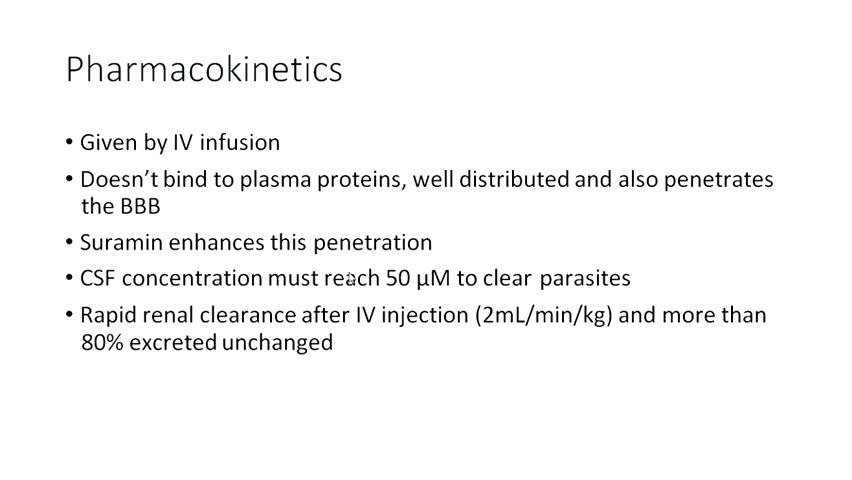 Pharmacokinetics
• Given by IV infusion
• Doesn’t bind to plasma proteins, well distributed and also penetrates
the BBB
• Suramin enhances this penetration
• CSF concentration must reach 50 µM to clear parasites
• Rapid renal clearance after IV injection (2mL/min/kg) and more than
80% excreted unchanged